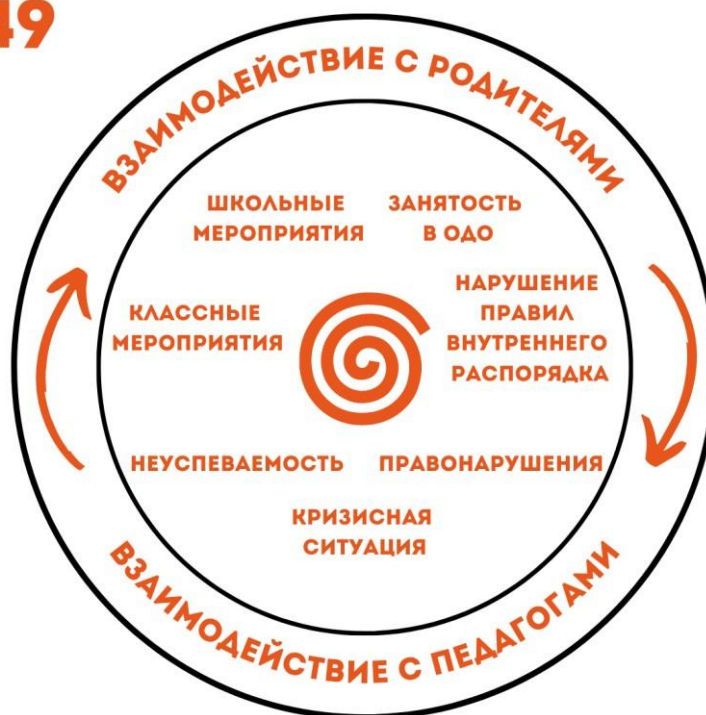 49
ВЗАИМОДЕЙСТВИЕ С РОДИТЕЛЯМИ
ШКОЛЬНЫЕ
МЕРОПРИЯТИЯ
ЗАНЯТОСТЬ
В ОДО
КЛАССНЫЕ
МЕРОПРИЯТИЯ
НАРУШЕНИЕ
ПРАВИЛ
ВНУТРЕННЕГО
РАСПОРЯДКА
НЕУСПЕВАЕМОСТЬ
ПРАВОНАРУШЕНИЯ
КРИЗИСНАЯ
СИТУАЦИЯ
ВЗАИМОДЕЙСТВИЕ С ПЕДАГОГАМИ